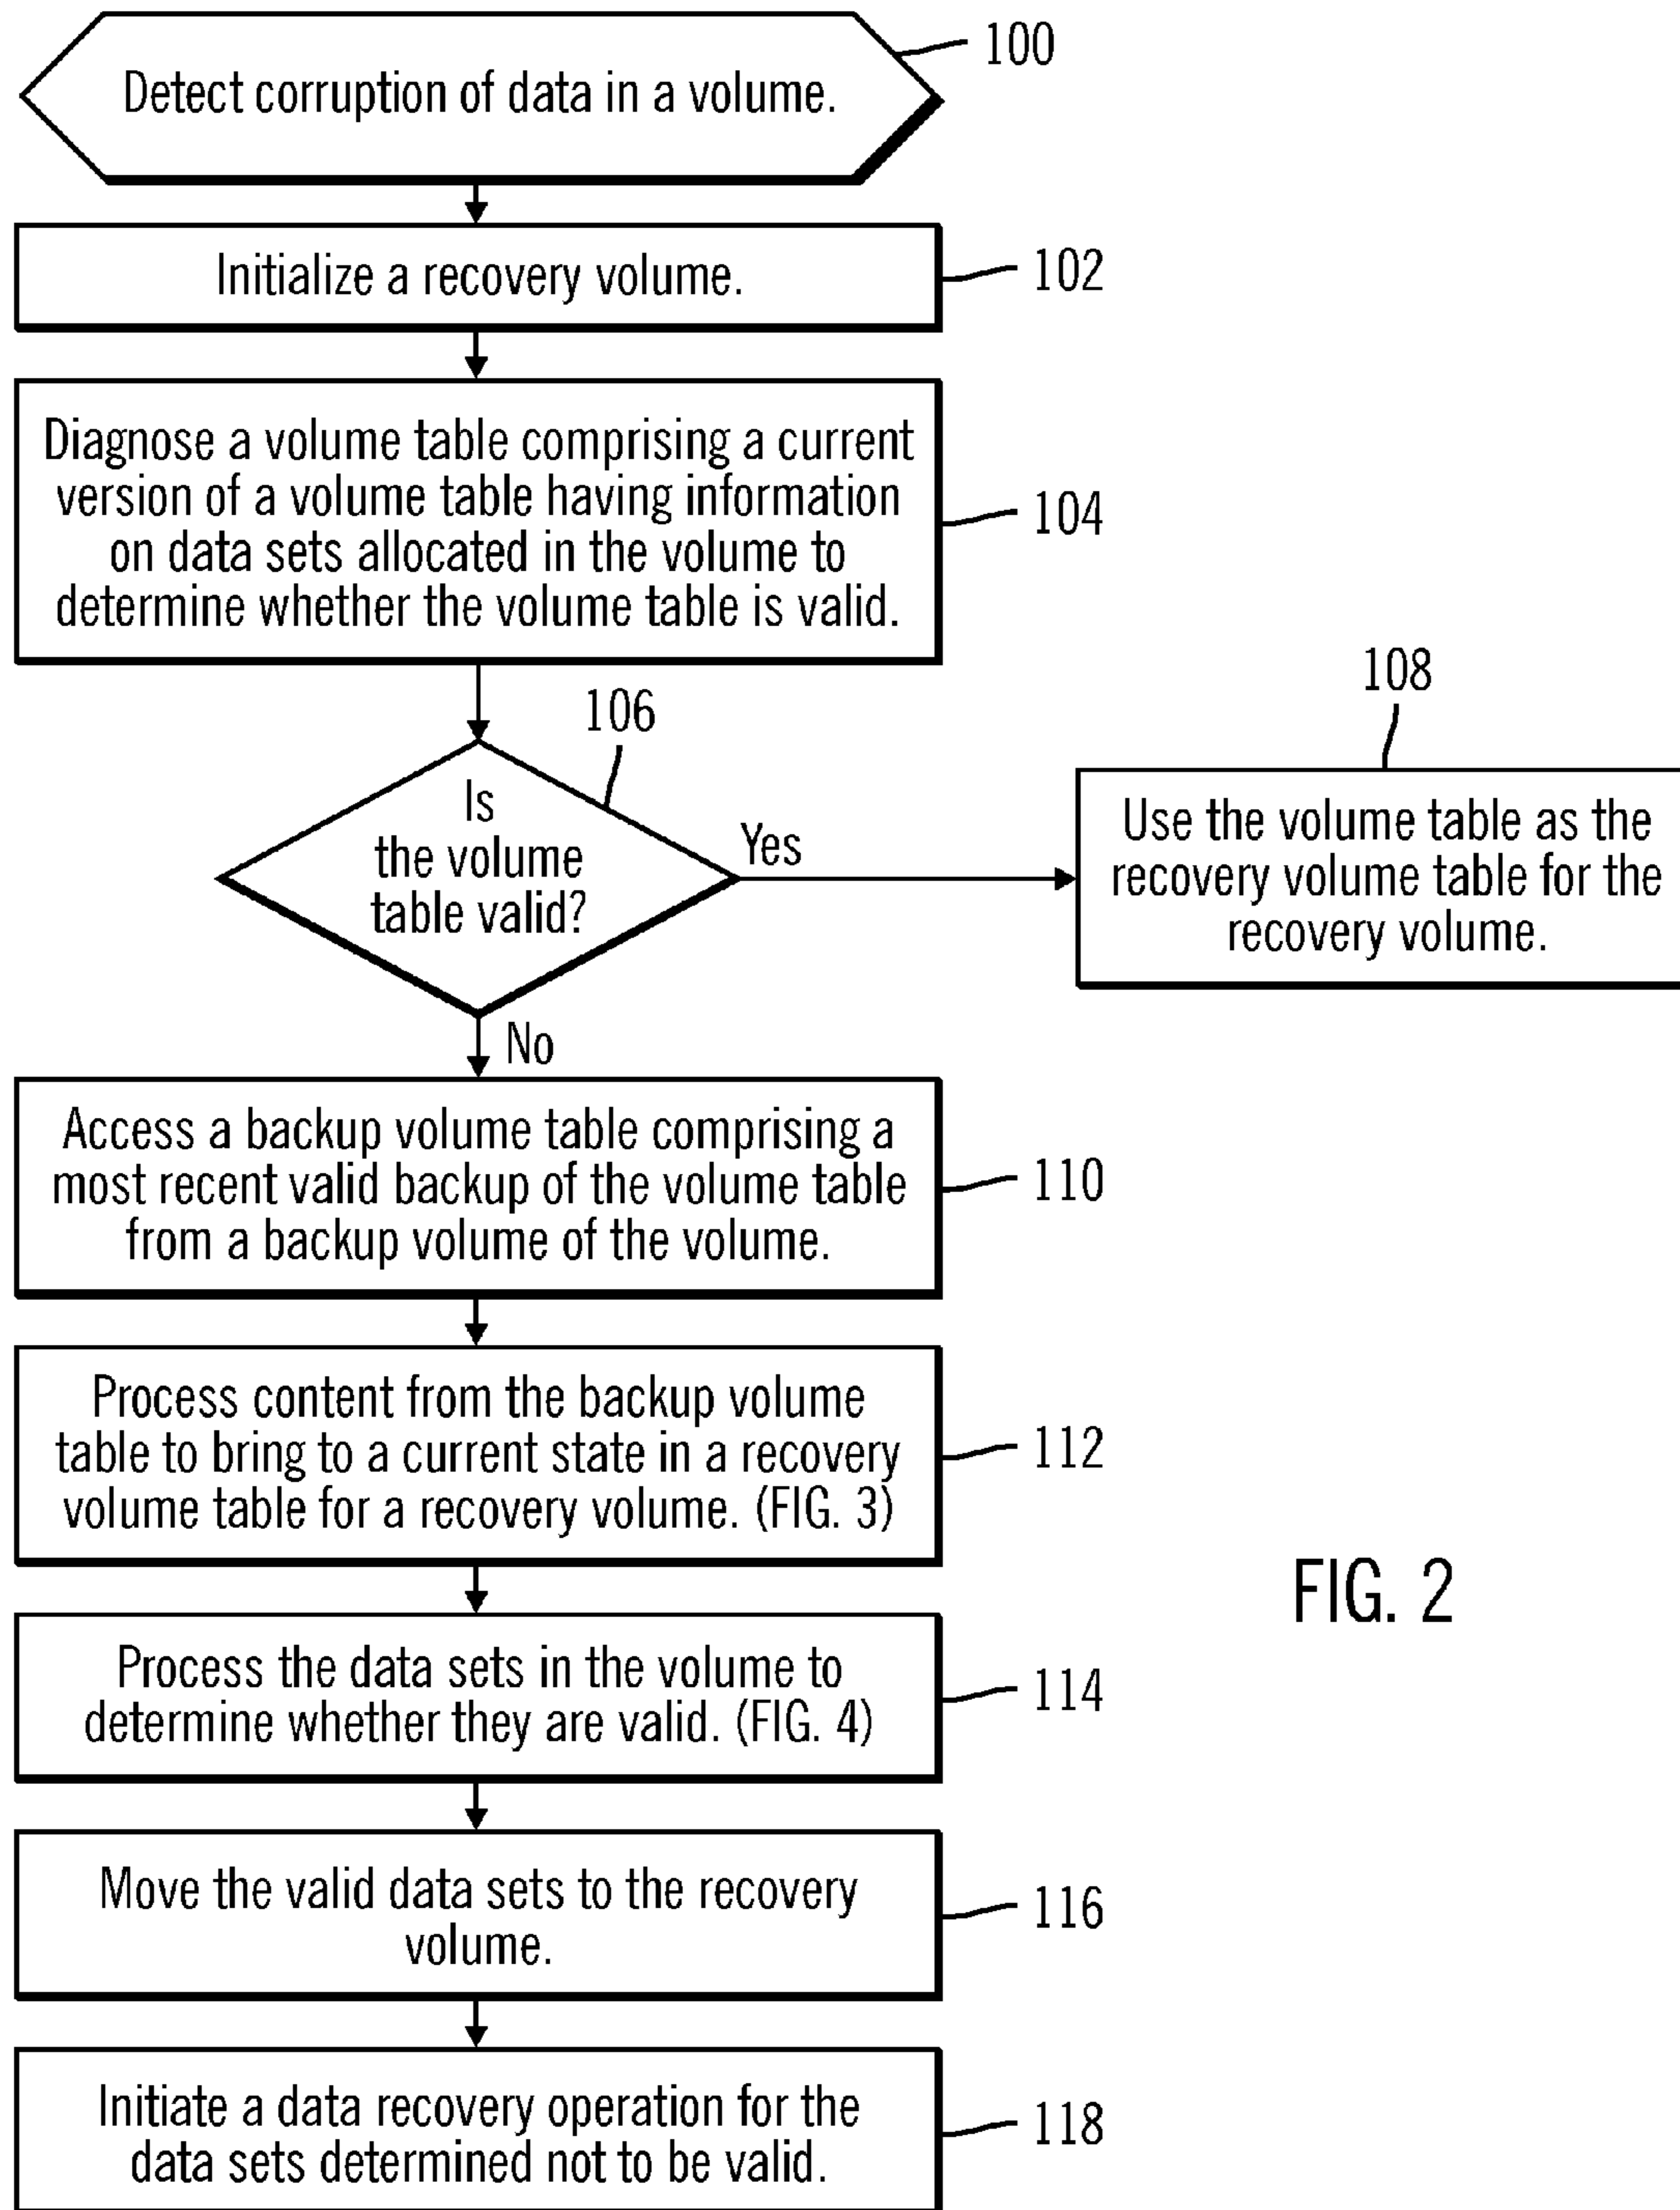 Detect corruption of data in a volume.
100
Initialize a recovery volume.
102
Diagnose a volume table comprising a current
version of a volume table having information
on data sets allocated in the volume to
determine whether the volume table is valid.
104
106
Is
the volume
table valid?
Yes
108
Use the volume table as the
recovery volume table for the
recovery volume.
No
Access a backup volume table comprising a
most recent valid backup of the volume table
from a backup volume of the volume.
110
Process content from the backup volume
table to bring to a current state in a recovery
volume table for a recovery volume. (FIG. 3)
112
FIG. 2
Process the data sets in the volume to
determine whether they are valid. (FIG. 4)
114
Move the valid data sets to the recovery
volume.
116
Initiate a data recovery operation for the
data sets determined not to be valid.
118